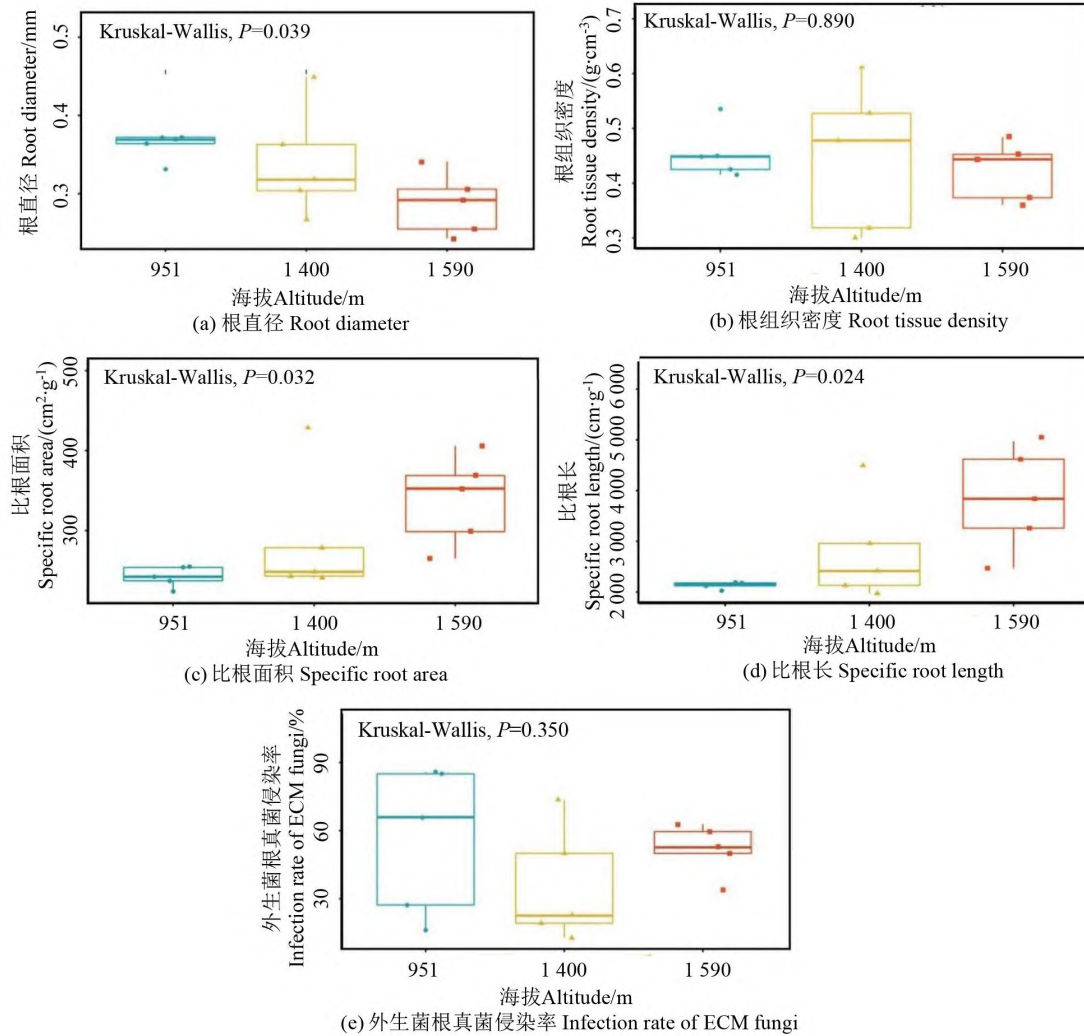 Kruskal-Wallis, P=0.039
根直径 Root diameter/mm
0.5
0.4
0.3
951
1 400
1 590
海拔Altitude/m
(a) 根直径 Root diameter
Kruskal-Wallis, P=0.890
根组织密度
Root tissue density/(g·cm-3)
0.7
0.6
0.5
0.4
0.3
951
1 400
1 590
海拔Altitude/m
(b) 根组织密度 Root tissue density
Kruskal-Wallis, P=0.032
比根面积
Specific root area/(cm2·g-1)
500
400
300
951
1 400
1 590
海拔Altitude/m
(c) 比根面积 Specific root area
Kruskal-Wallis, P=0.024
比根长
Specific root length/(cm·g-1)
6 000
5 000
4 000
3 000
2 000
951
1 400
1 590
海拔Altitude/m
(d) 比根长 Specific root length
Kruskal-Wallis, P=0.350
外生菌根真菌侵染率
Infection rate of ECM fungi/%
90
60
30
951
1 400
1 590
海拔Altitude/m
(e) 外生菌根真菌侵染率 Infection rate of ECM fungi